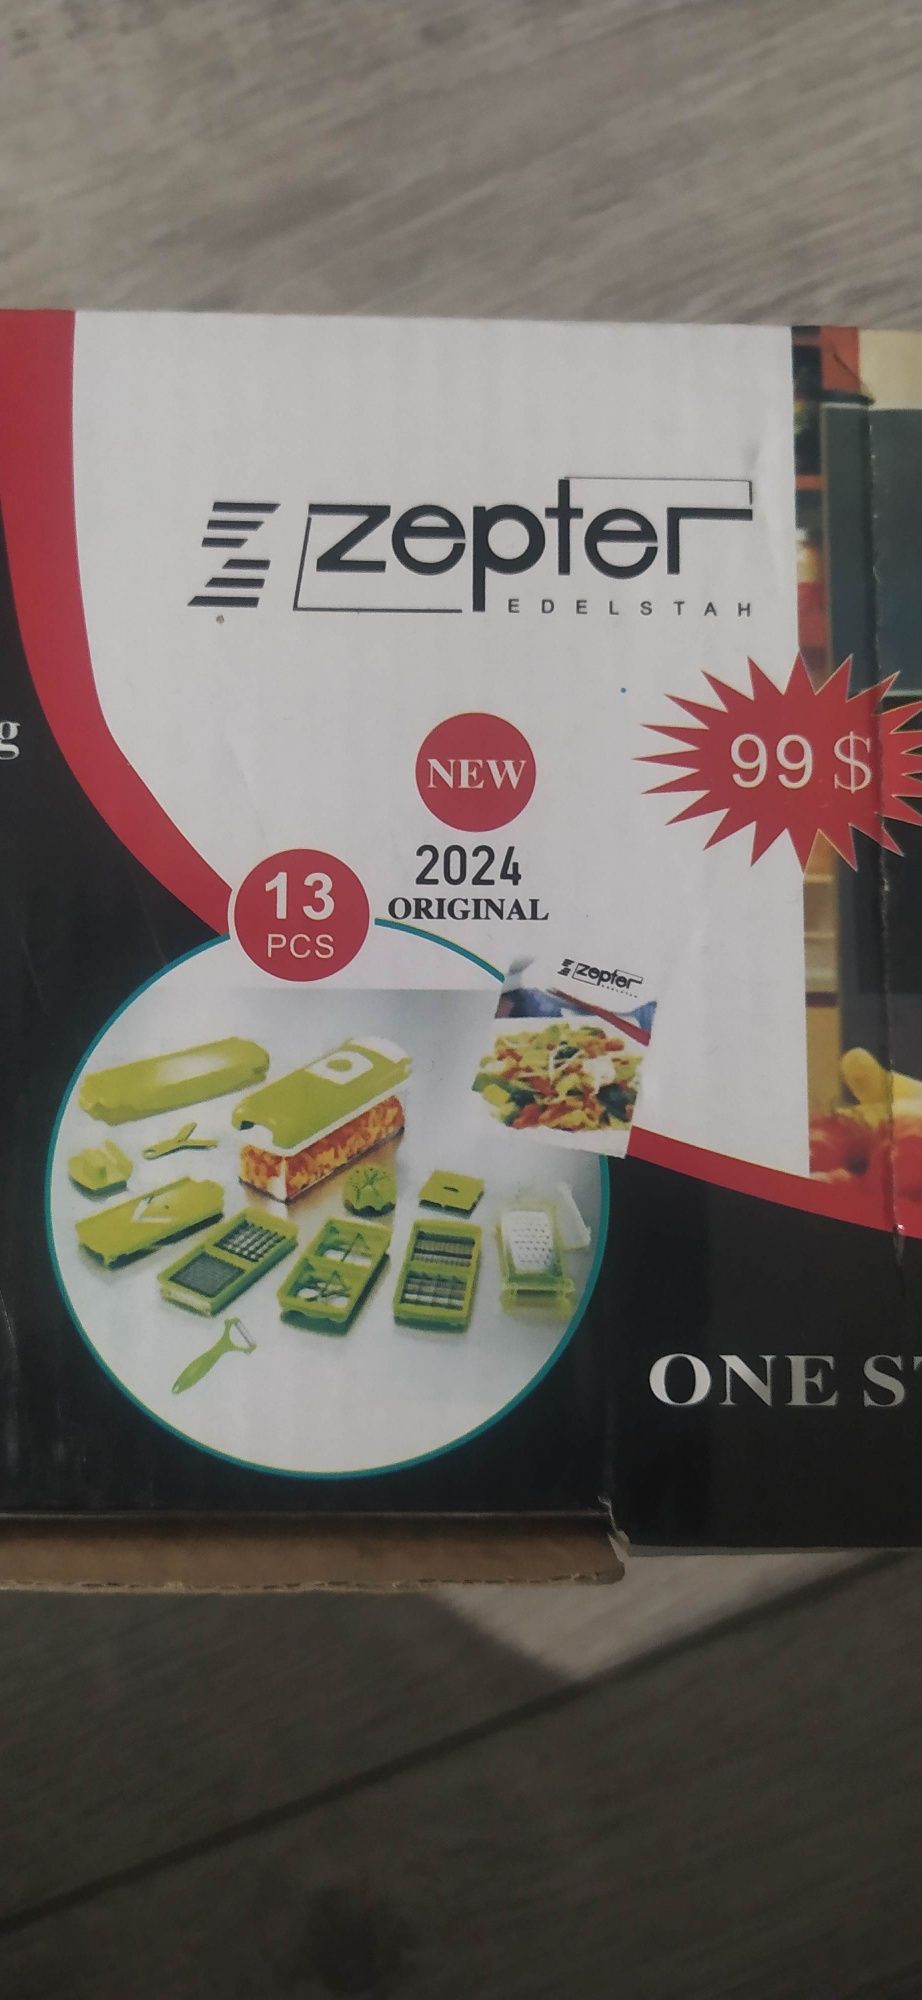 zepter
EDELSTAH
g
NEW
99 $
2024
ORIGINAL
13
PCS
zepter
ONE ST